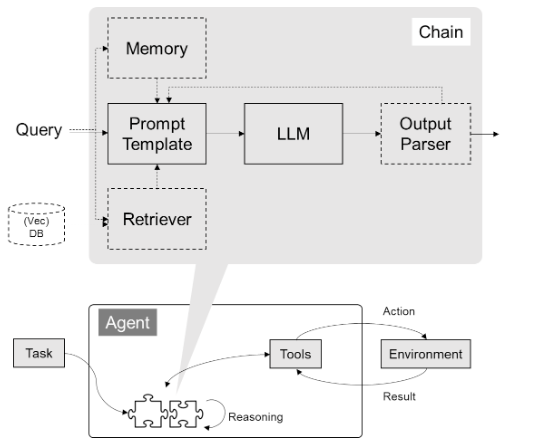 Chain
Memory
Query
Prompt
Template
LLM
Output
Parser
(Vec)
DB
Retriever
Agent
Task
Tools
Action
Environment
Result
Reasoning